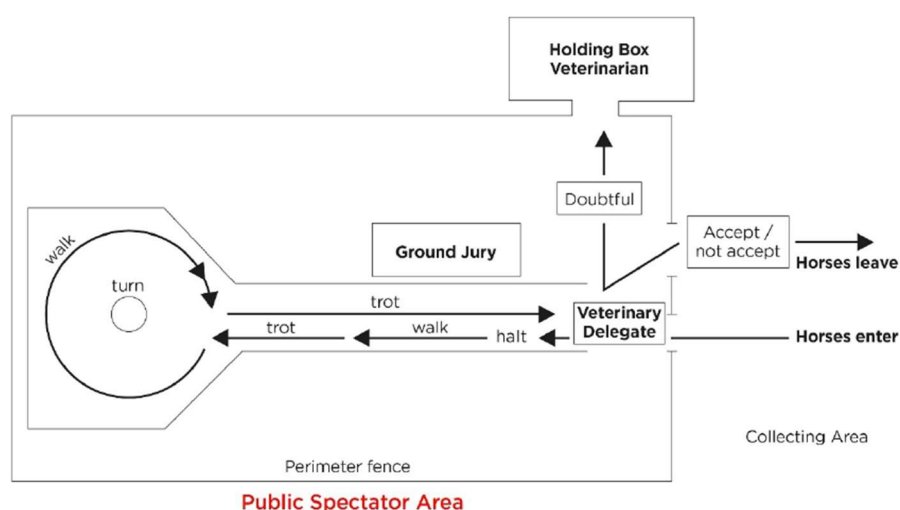 Holding Box
Veterinarian
Doubtful
Accept /
not accept
Horses leave
walk
turn
Ground Jury
trot
Veterinary
Delegate
trot
walk
halt
Horses enter
Collecting Area
Perimeter fence
Public Spectator Area